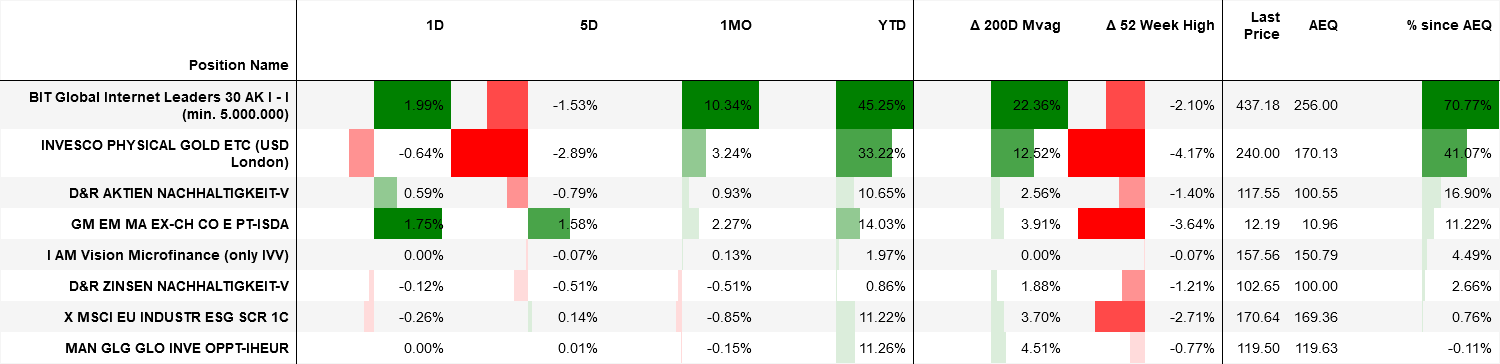 Position Name 1D 5D 1MO YTD Δ 200D Mvag Δ 52 Week High Last Price AEQ % since AEQ
BIT Global Internet Leaders 30 AK I - I (min. 5.000.000) 1.99% -1.53% 10.34% 45.25% 22.36% -2.10% 437.18 256.00 70.77%
INVESCO PHYSICAL GOLD ETC (USD London) -0.64% -2.89% 3.24% 33.22% 12.52% -4.17% 240.00 170.13 41.07%
D&R AKTIEN NACHHALTIGKEIT-V 0.59% -0.79% 0.93% 10.65% 2.56% -1.40% 117.55 100.55 16.90%
GM EM MA EX-CH CO E PT-ISDA 1.75% 1.58% 2.27% 14.03% 3.91% -3.64% 12.19 10.96 11.22%
I AM Vision Microfinance (only IVV) 0.00% -0.07% 0.13% 1.97% 0.00% -0.07% 157.56 150.79 4.49%
D&R ZINSEN NACHHALTIGKEIT-V -0.12% -0.51% -0.51% 0.86% 1.88% -1.21% 102.65 100.00 2.66%
X MSCI EU INDUSTR ESG SCR 1C -0.26% 0.14% -0.85% 11.22% 3.70% -2.71% 170.64 169.36 0.76%
MAN GLG GLO INVE OPPT-IHEUR 0.00% 0.01% -0.15% 11.26% 4.51% -0.77% 119.50 119.63 -0.11%